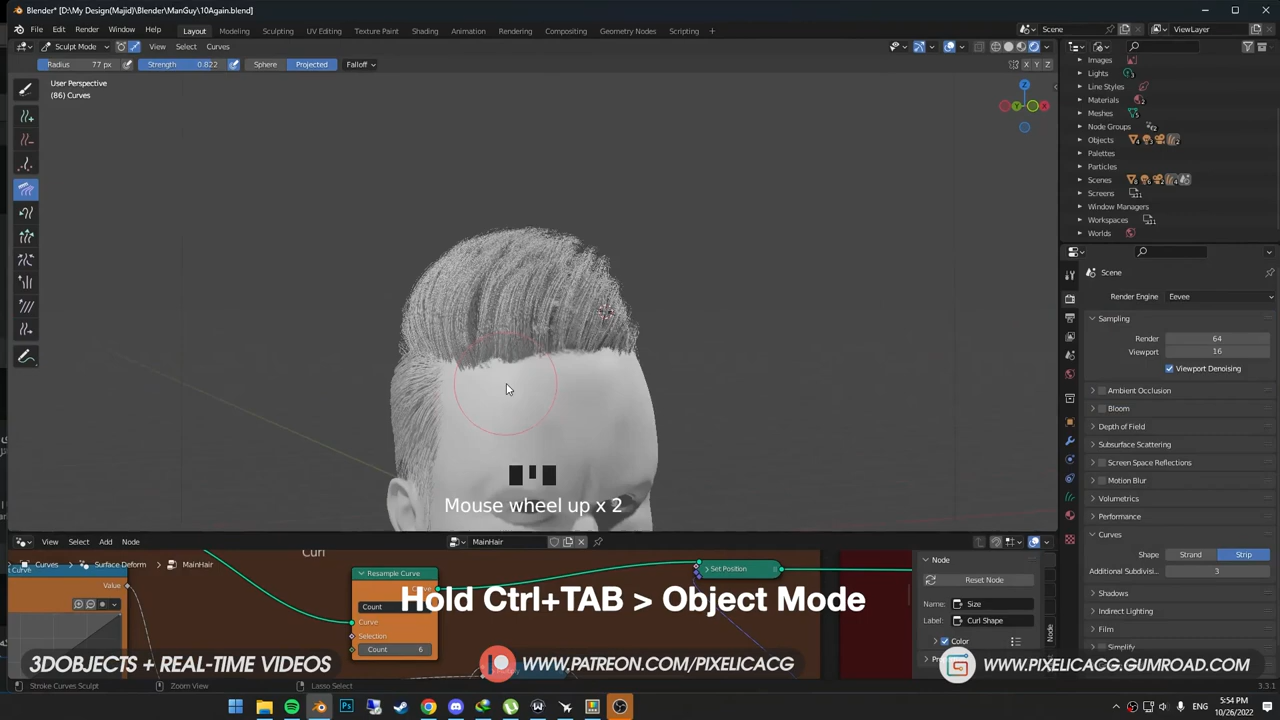 Blender* [D:\My Design(Majid)\Blender\ManGuy\10Again.blend]
File Edit Render Window Help Layout Modeling Sculpting UV Editing Texture Paint Shading Animation Rendering Compositing Geometry Nodes Scripting + Scene ViewLayer
Sculpt Mode View Select Curves
Radius 77 px Strength 0.822 Sphere Projected Falloff X Y Z
User Perspective
(86) Curves
Z
Y
X
Images
Lights
Line Styles
Materials
Meshes
Node Groups
Objects
Palettes
Particles
Scenes
Screens
Window Managers
Workspaces
Worlds
Scene
Render Engine Eevee
Sampling
Render 64
Viewport 16
Viewport Denoising
Ambient Occlusion
Bloom
Depth of Field
Subsurface Scattering
Screen Space Reflections
Motion Blur
Volumetrics
Performance
Curves
Shape Strand Strip
Additional Subdivisi.. 3
Shadows
Indirect Lighting
Film
Simplify
Mouse wheel up x 2
View Select Add Node MainHair
Curves Surface Deform MainHair
Curl
Value
Resample Curve
Count
Curve
Selection
Count 6
Set Position
Node
Reset Node
Name: Size
Label: Curl Shape
Color
Node
Hold Ctrl+TAB > Object Mode
3DOBJECTS + REAL-TIME VIDEOS
WWW.PATREON.COM/PIXELICACG
WWW.PIXELICACG.GUMROAD.COM
Stroke Curves Sculpt Zoom View Lasso Select 3.3.1
ENG
5:54 PM
10/26/2022